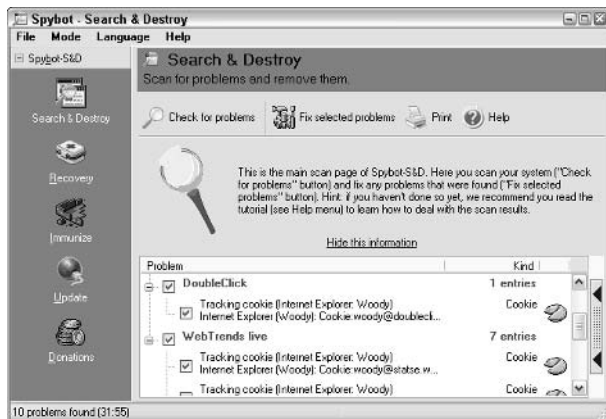 Spybot - Search & Destroy
File Mode Language Help
Spybot-S&D
Search & Destroy
Recovery
Immunize
Update
Donations
Search & Destroy
Scan for problems and remove them.
Check for problems Fix selected problems Print Help
This is the main scan page of Spybot-S&D. Here you scan your system ("Check
for problems" button) and fix any problems that were found ("Fix selected
problems" button). Hint: if you haven't done so yet, we recommend you read the
tutorial (see Help menu) to learn how to deal with the scan results.
Hide this information
Problem Kind
DoubleClick 1 entries
Tracking cookie (Internet Explorer: Woody) Cookie
Internet Explorer (Woody): Cookie:woody@doublecli...
WebTrends live 7 entries
Tracking cookie (Internet Explorer: Woody) Cookie
Internet Explorer (Woody): Cookie:woody@statse.w...
Tracking cookie (Internet Explorer: Woody) Cookie
10 problems found (31:55)